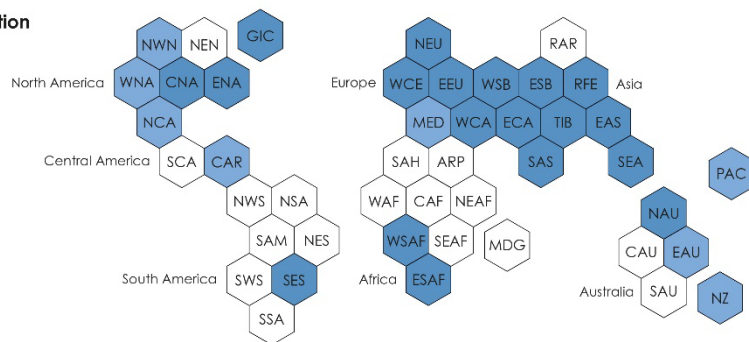 tion
NWN NEN GIC NEU RAR
North America WNA CNA ENA Europe WCE EEU WSB ESB RFE Asia
NCA MED WCA ECA TIB EAS
Central America SCA CAR SAH ARP SAS SEA
PAC
NWS NSA WAF CAF NEAF NAU
SAM NES WSAF SEAF MDG CAU EAU
South America SWS SES Africa ESAF Australia SAU NZ
SSA